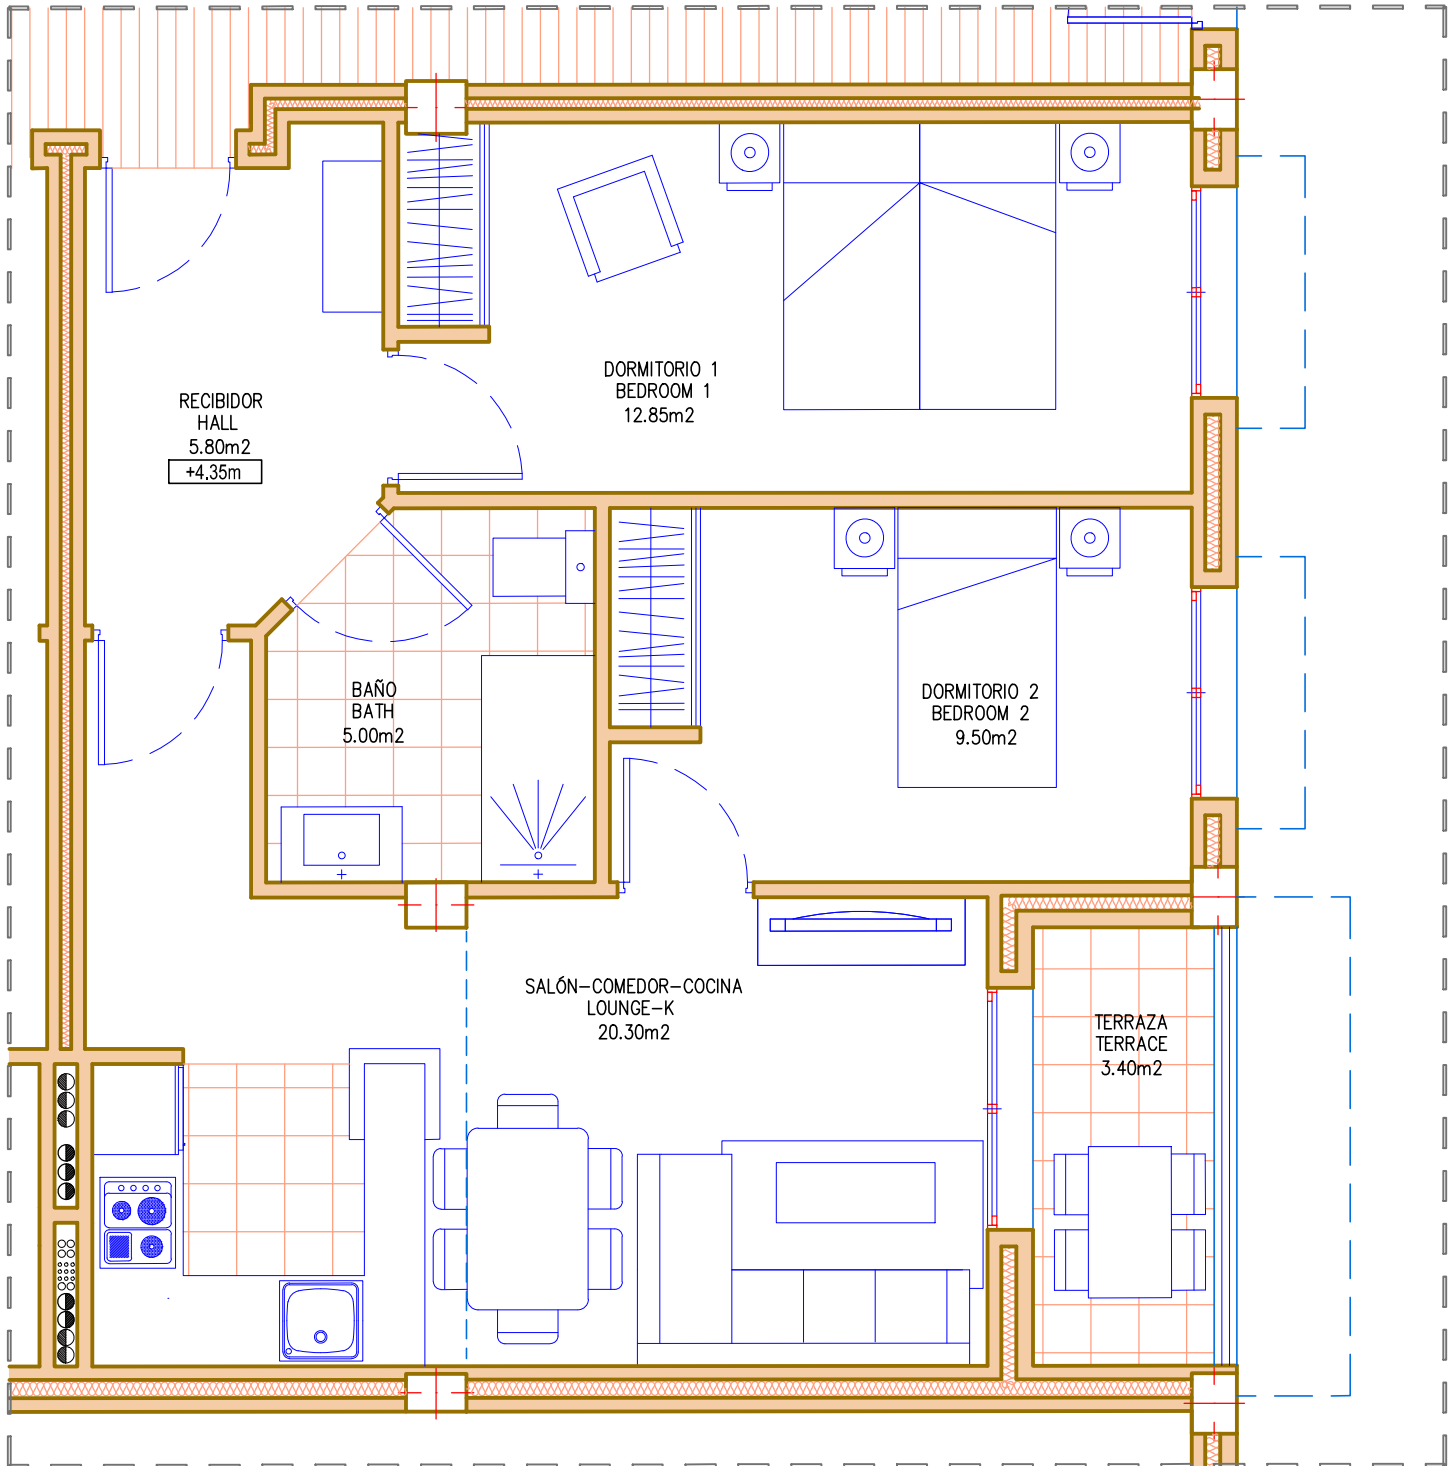 DORMITORIO 1
BEDROOM 1
12.85m2
RECIBIDOR
HALL
5.80m2
+4.35m
BAÑO
BATH
5.00m2
DORMITORIO 2
BEDROOM 2
9.50m2
SALÓN-COMEDOR-COCINA
LOUNGE-K
20.30m2
TERRAZA
TERRACE
3.40m2